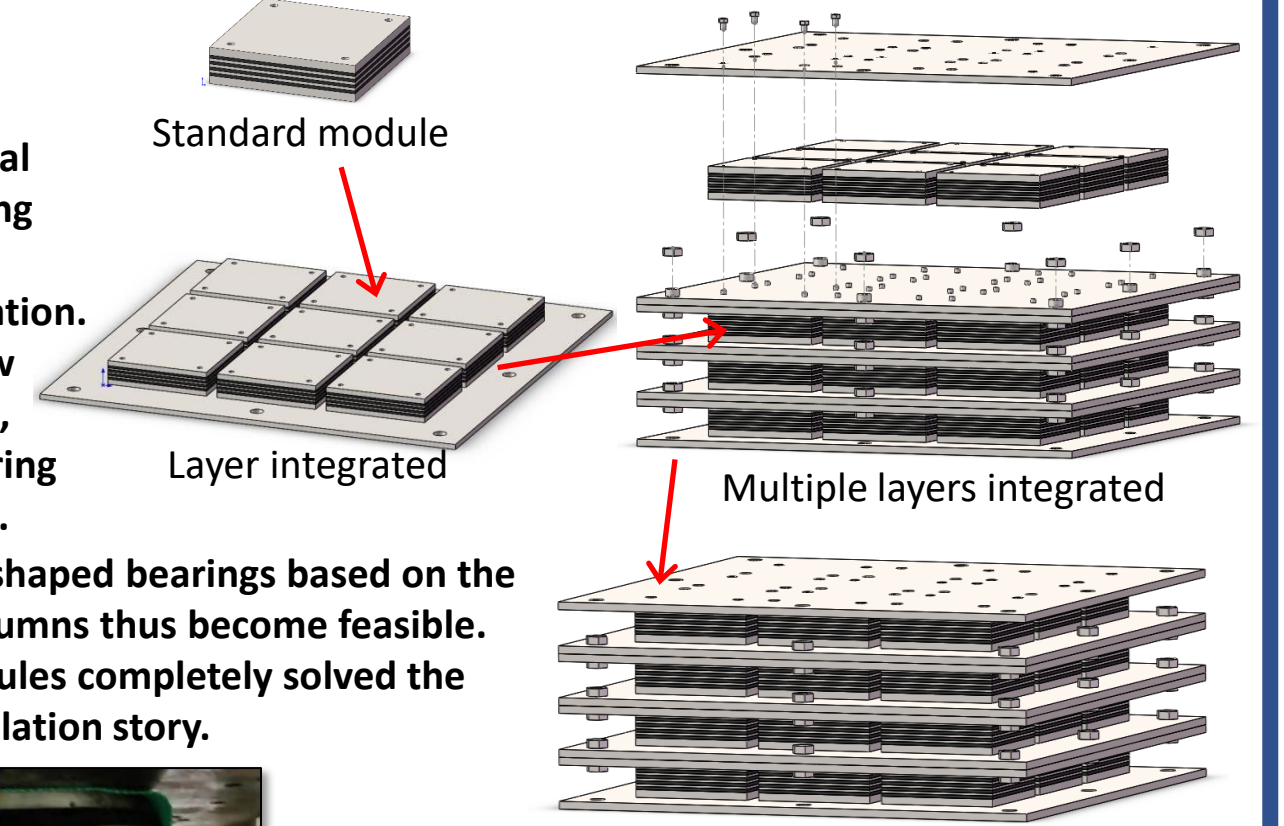 Standard module
al
ng
ation.
w
,
ring
.
Layer integrated
Multiple layers integrated
shaped bearings based on the
umns thus become feasible.
ules completely solved the
lation story.